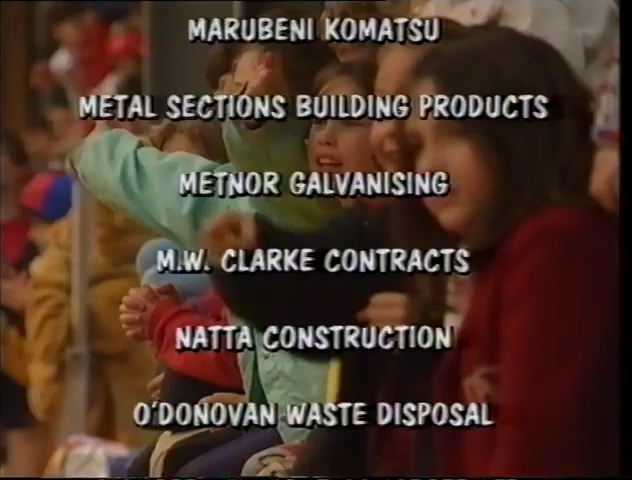 MARUBENI KOMATSU
METAL SECTIONS BUILDING PRODUCTS
METNOR GALVANISING
M.W. CLARKE CONTRACTS
NATTA CONSTRUCTION
O'DONOVAN WASTE DISPOSAL